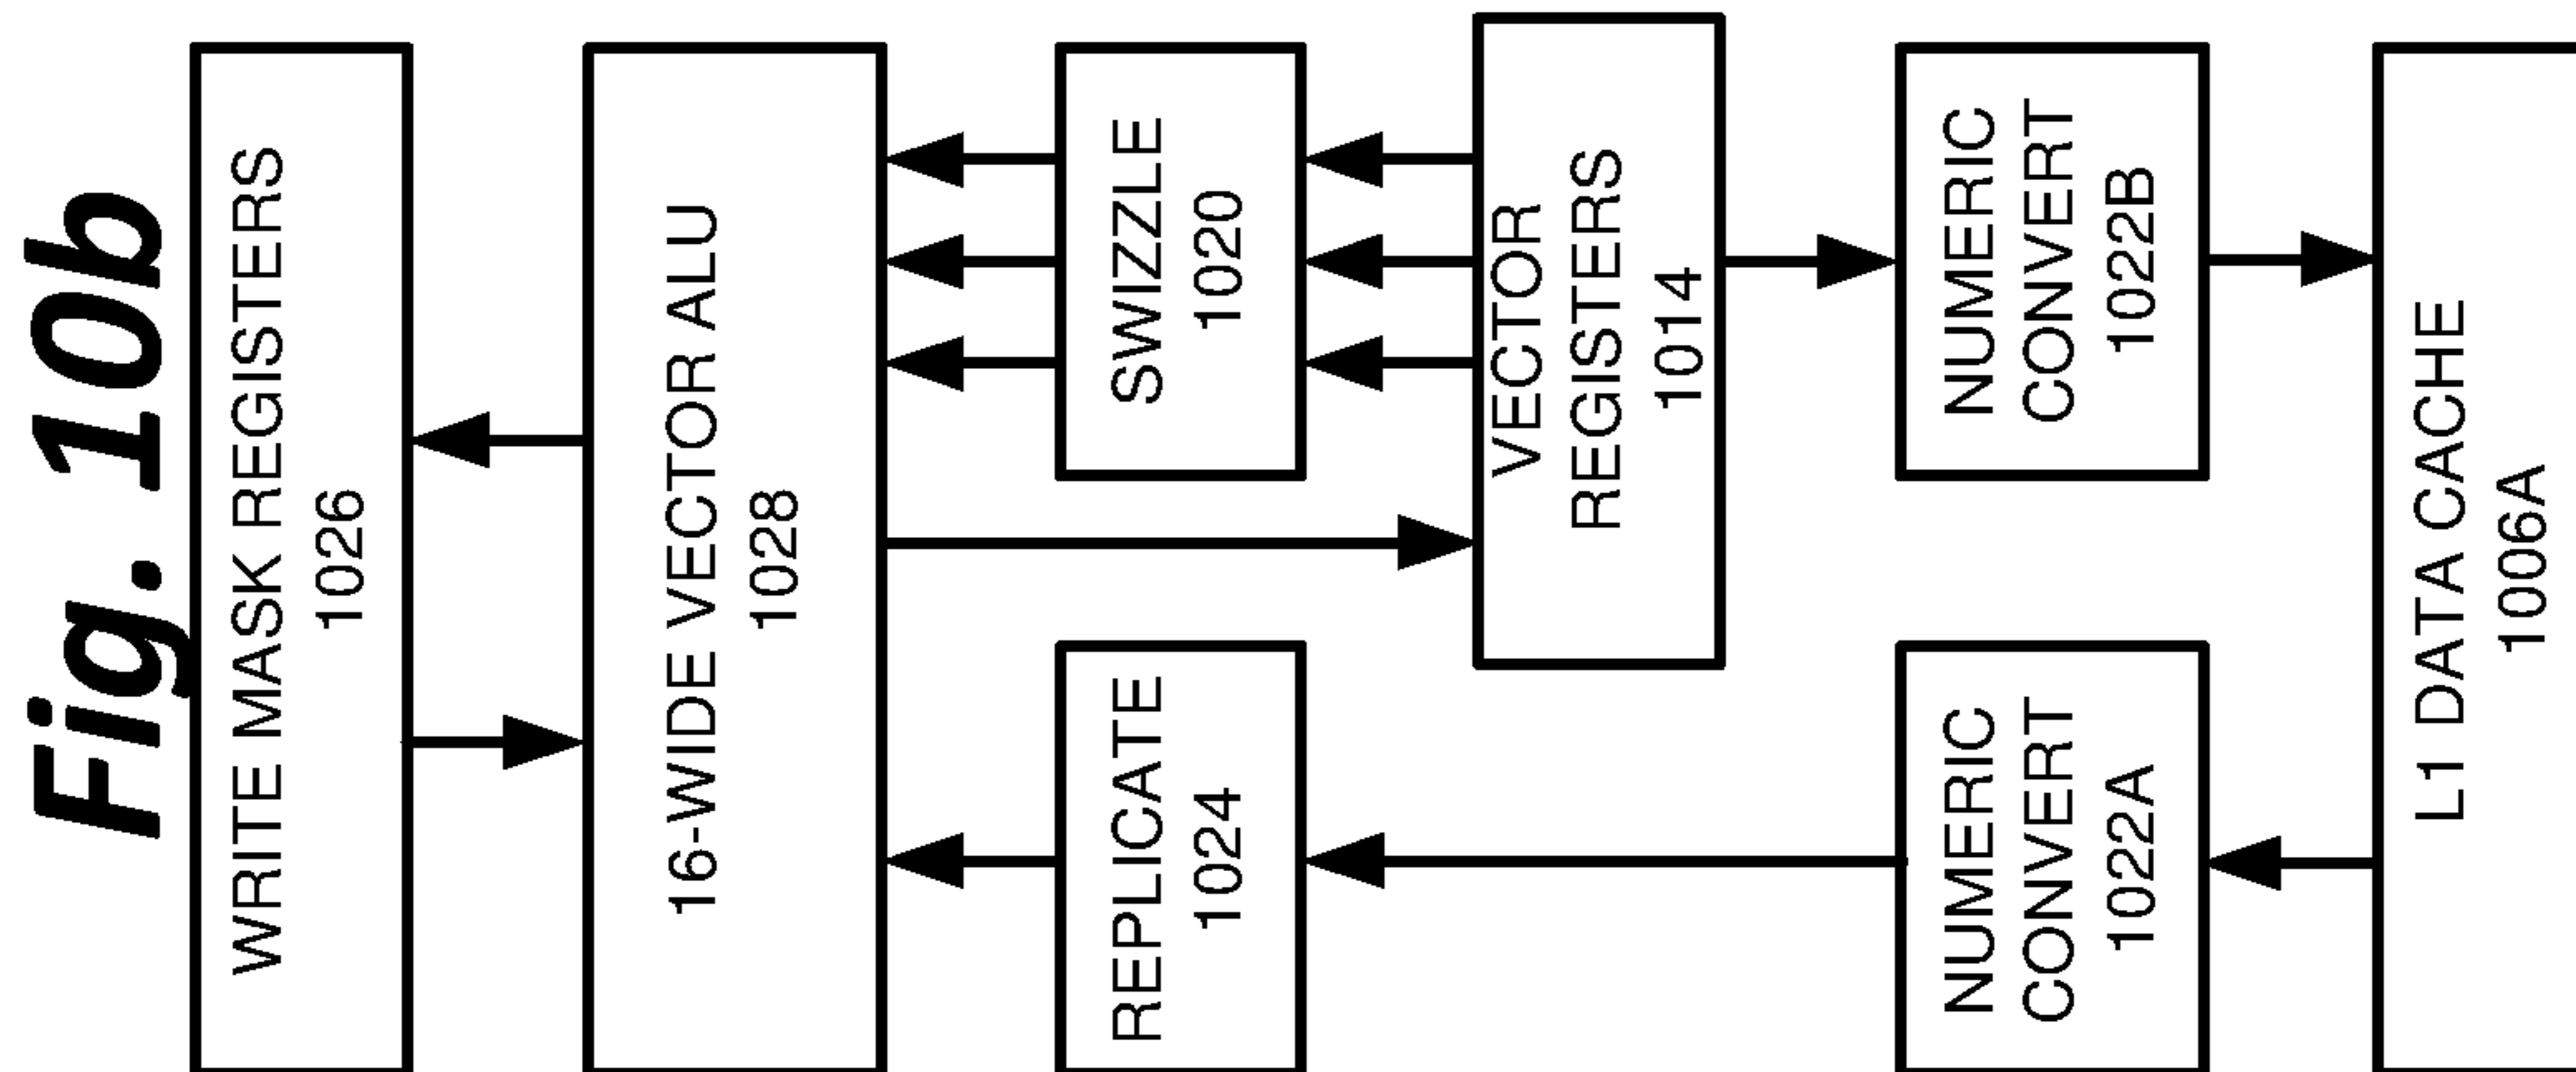 Fig. 10b
WRITE MASK REGISTERS
1026
16-WIDE VECTOR ALU
1028
REPLICATE
1024
SWIZZLE
1020
VECTOR
REGISTERS
1014
NUMERIC
CONVERT
1022A
NUMERIC
CONVERT
1022B
L1 DATA CACHE
1006A